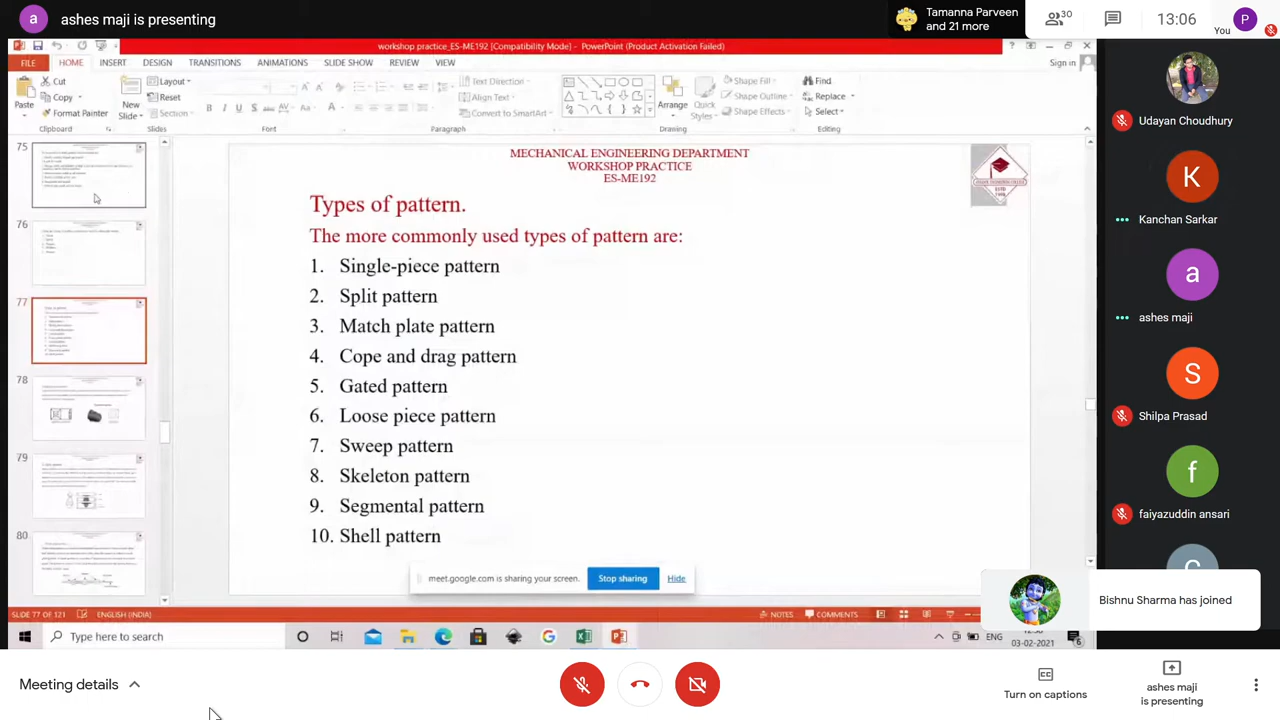 a ashes maji is presenting
Tamanna Parveen
and 21 more
30
13:06
You
P
workshop practice_ES-ME192 [Compatibility Mode] - PowerPoint (Product Activation Failed)
FILE HOME INSERT DESIGN TRANSITIONS ANIMATIONS SLIDE SHOW REVIEW VIEW Sign in
Paste
Cut
Copy
Format Painter
Clipboard
New
Slide
Layout
Reset
Section
Slides
B I U S abc AV Aa A
Font
Text Direction
Align Text
Convert to SmartArt
Paragraph
Arrange
Quick
Styles
Shape Fill
Shape Outline
Shape Effects
Drawing
Find
Replace
Select
Editing
75
76
77
78
79
80
MECHANICAL ENGINEERING DEPARTMENT
WORKSHOP PRACTICE
ES-ME192
Types of pattern.
The more commonly used types of pattern are:
1. Single-piece pattern
2. Split pattern
3. Match plate pattern
4. Cope and drag pattern
5. Gated pattern
6. Loose piece pattern
7. Sweep pattern
8. Skeleton pattern
9. Segmental pattern
10. Shell pattern
meet.google.com is sharing your screen. Stop sharing Hide
SLIDE 77 OF 121 ENGLISH (INDIA) NOTES COMMENTS
Type here to search
ENG
03-02-2021
6
Udayan Choudhury
K
Kanchan Sarkar
a
ashes maji
S
Shilpa Prasad
f
faiyazuddin ansari
Bishnu Sharma has joined
Meeting details
Turn on captions
ashes maji
is presenting